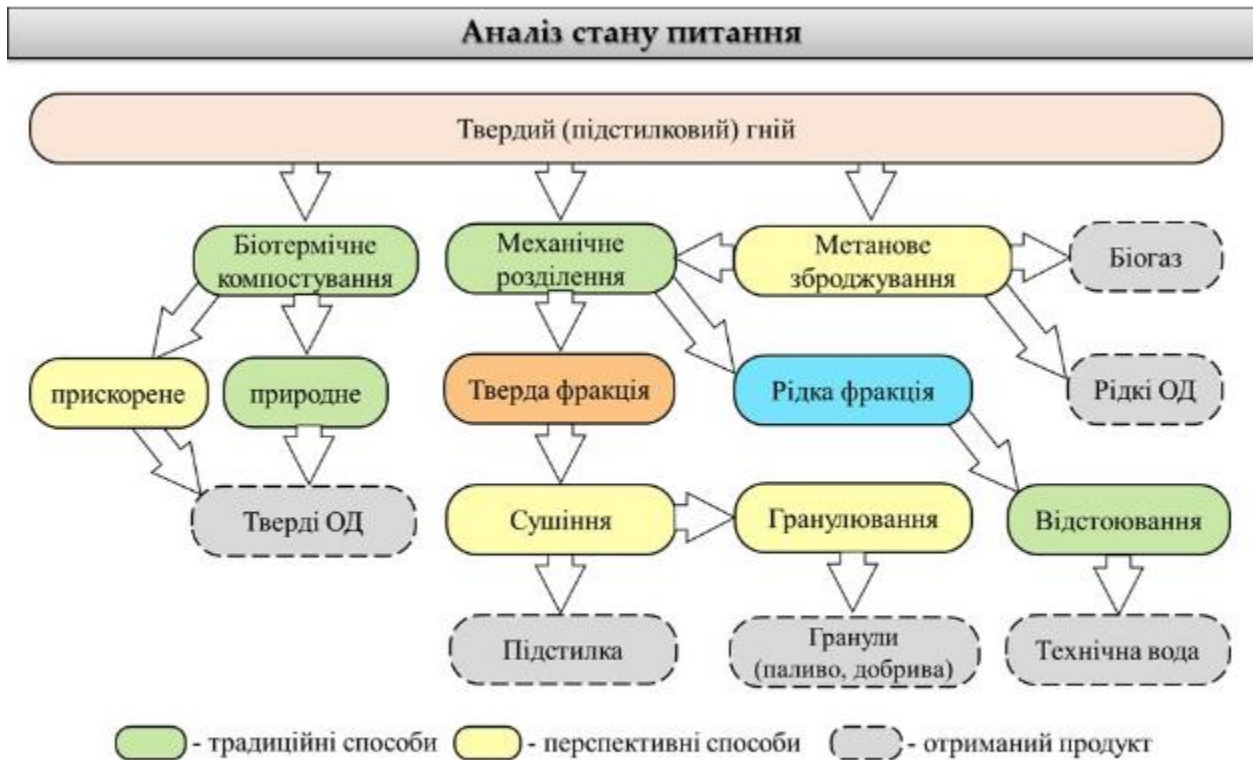 Аналіз стану питання
Твердий (підстилковий) гній
Біотермічне
компостування
Механічне
розділення
Метанове
зброджування
Біогаз
прискорене
природне
Тверда фракція
Рідка фракція
Рідкі ОД
Тверді ОД
Сушіння
Гранулювання
Відстоювання
Підстилка
Гранули
(паливо, добрива)
Технічна вода
- традиційні способи
- перспективні способи
- отриманий продукт